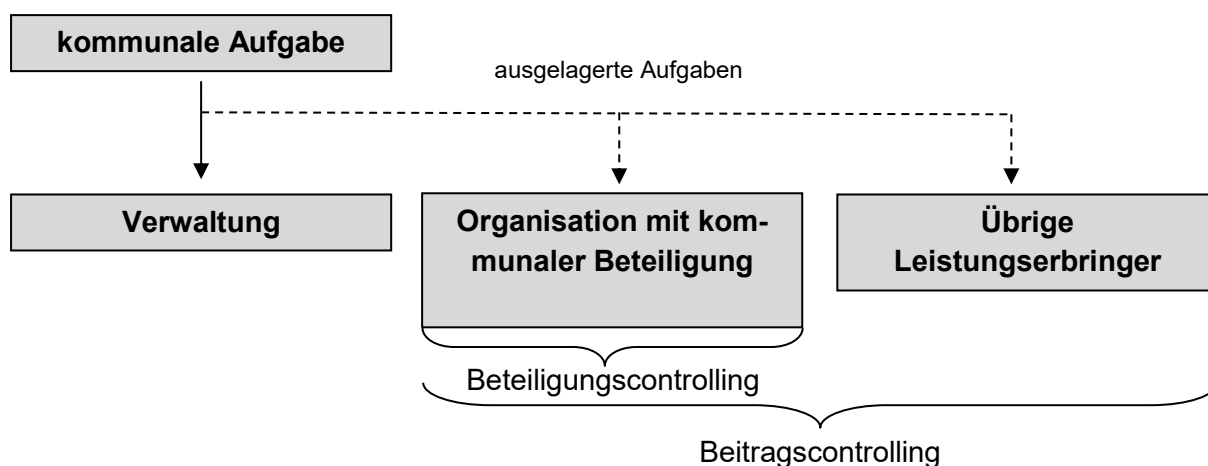 kommunale Aufgabe
ausgelagerte Aufgaben
Verwaltung
Organisation mit kom-
munaler Beteiligung
Übrige
Leistungserbringer
Beteiligungscontrolling
Beitragscontrolling